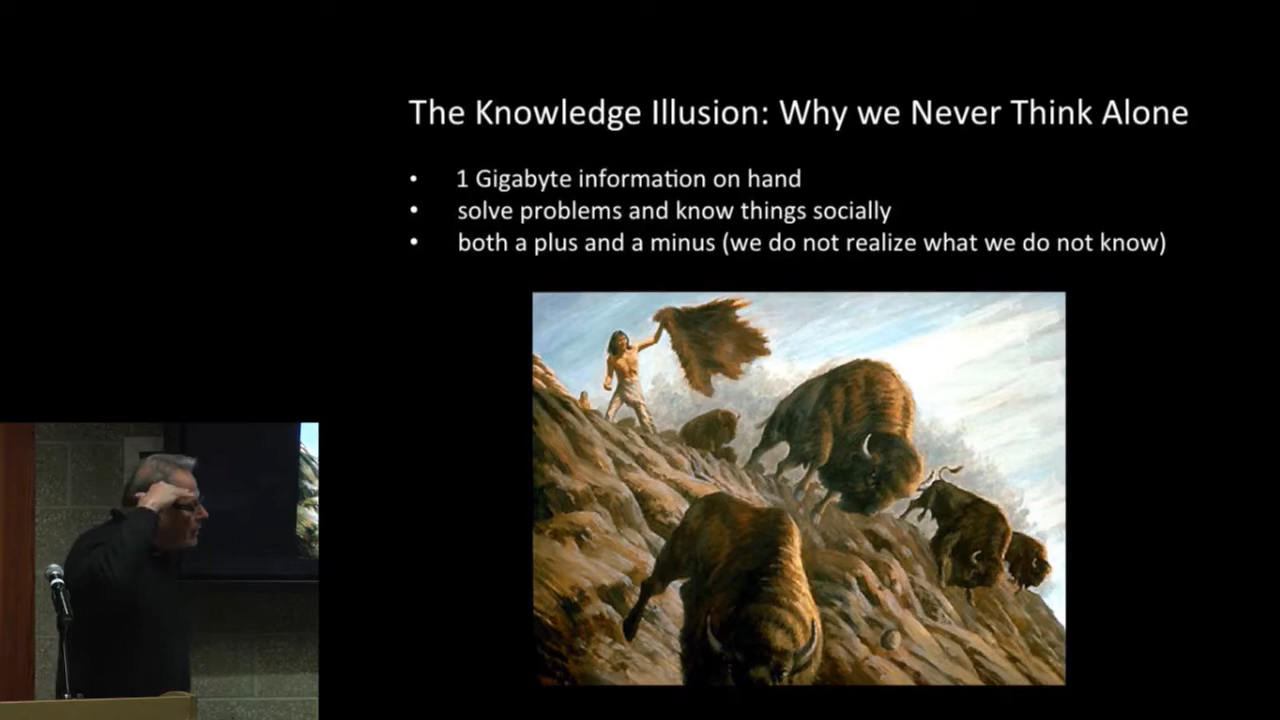 The Knowledge Illusion: Why we Never Think Alone
• 1 Gigabyte information on hand
• solve problems and know things socially
• both a plus and a minus (we do not realize what we do not know)